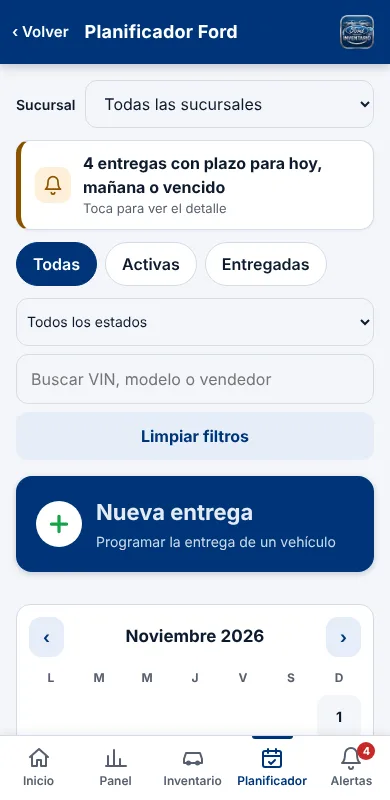 ‹ Volver Planificador Ford
Sucursal Todas las sucursales
4 entregas con plazo para hoy,
mañana o vencido
Toca para ver el detalle
Todas Activas Entregadas
Todos los estados
Buscar VIN, modelo o vendedor
Limpiar filtros
Nueva entrega
Programar la entrega de un vehículo
‹ Noviembre 2026 ›
L M M J V S D
1
4
Inicio Panel Inventario Planificador Alertas